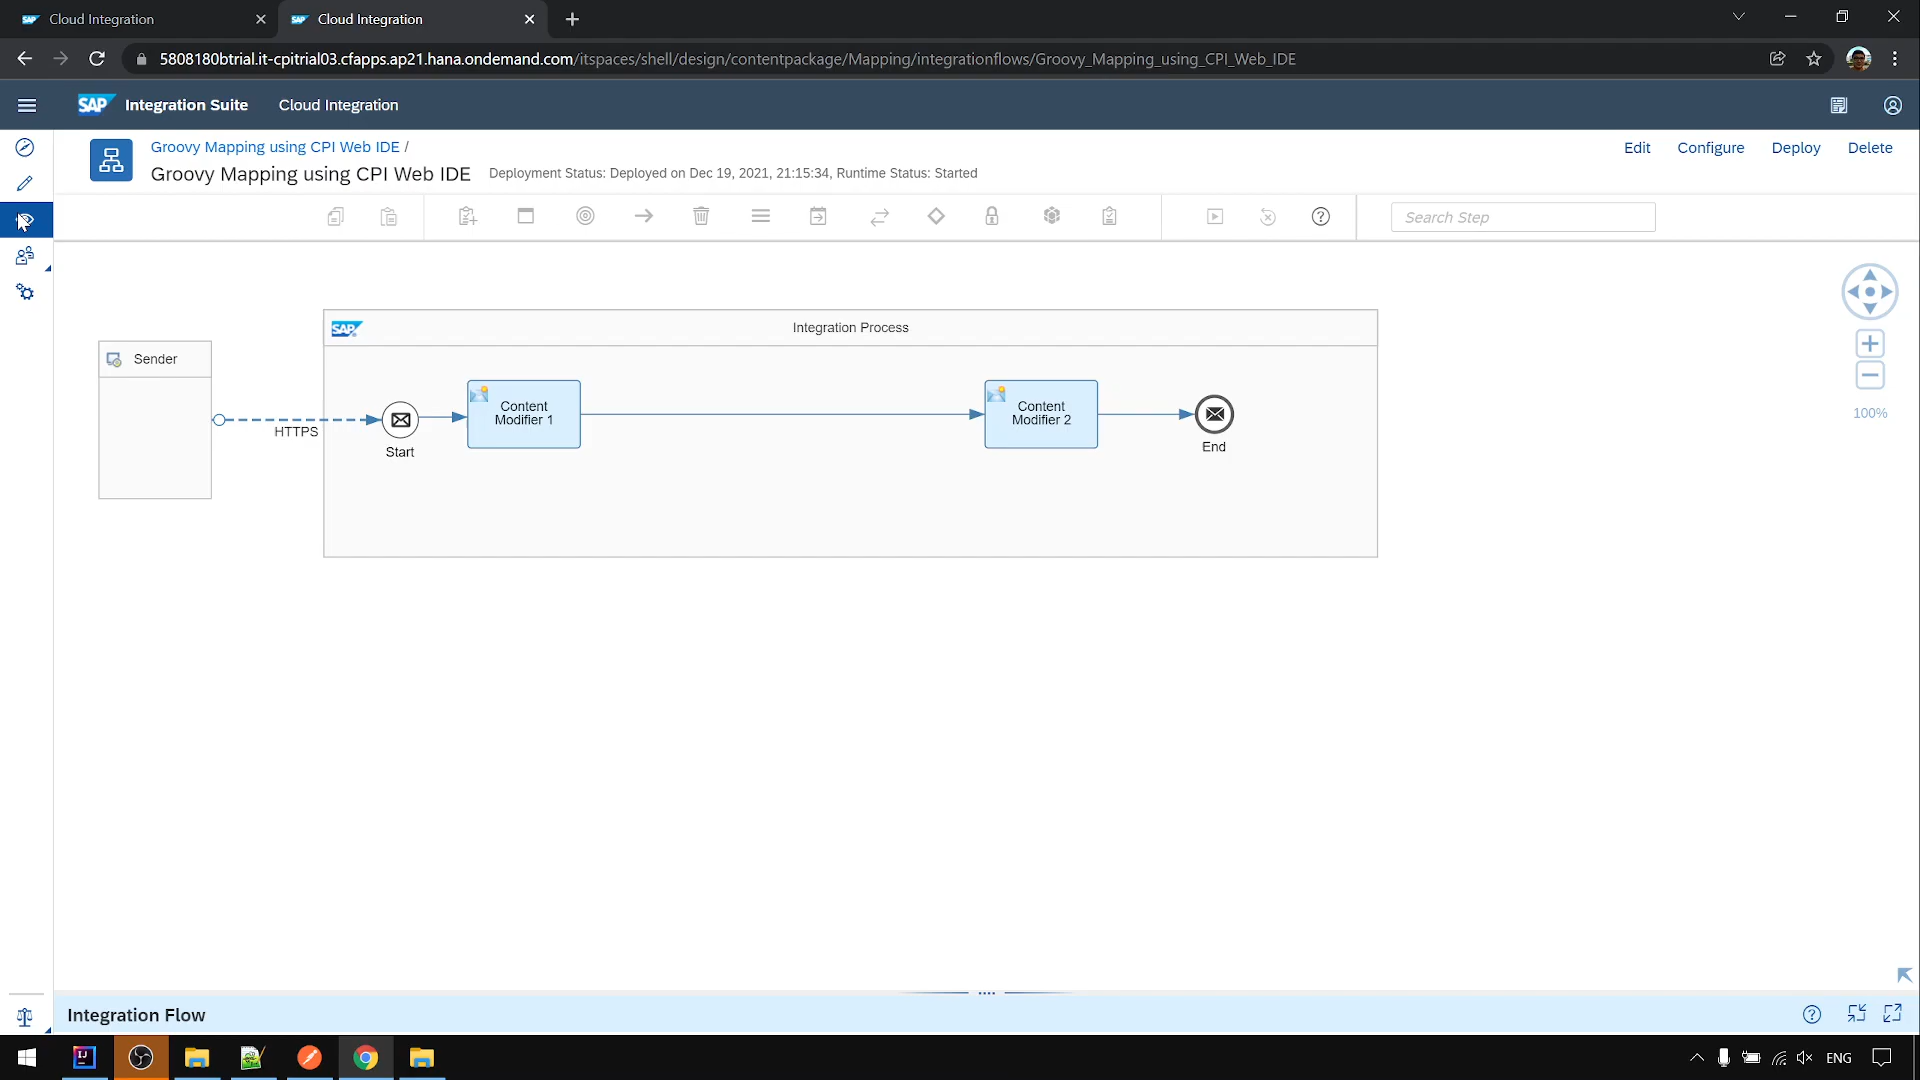 Cloud Integration
Cloud Integration
5808180btrial.it-cpitrial03.cfapps.ap21.hana.ondemand.com/itspaces/shell/design/contentpackage/Mapping/integrationflows/Groovy_Mapping_using_CPI_Web_IDE
SAP Integration Suite Cloud Integration
Groovy Mapping using CPI Web IDE /
Groovy Mapping using CPI Web IDE Deployment Status: Deployed on Dec 19, 2021, 21:15:34, Runtime Status: Started
Edit Configure Deploy Delete
Search Step
SAP Integration Process
Sender
HTTPS
Start
Content
Modifier 1
Content
Modifier 2
End
100%
Integration Flow
ENG